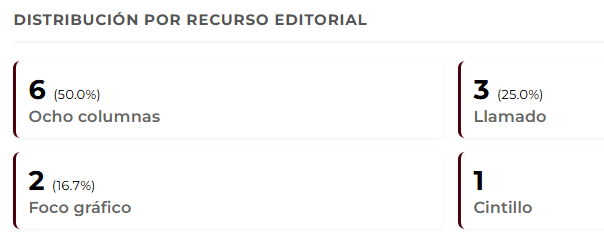 DISTRIBUCIÓN POR RECURSO EDITORIAL
6 (50.0%)
Ocho columnas
3 (25.0%)
Llamado
2 (16.7%)
Foco gráfico
1
Cintillo